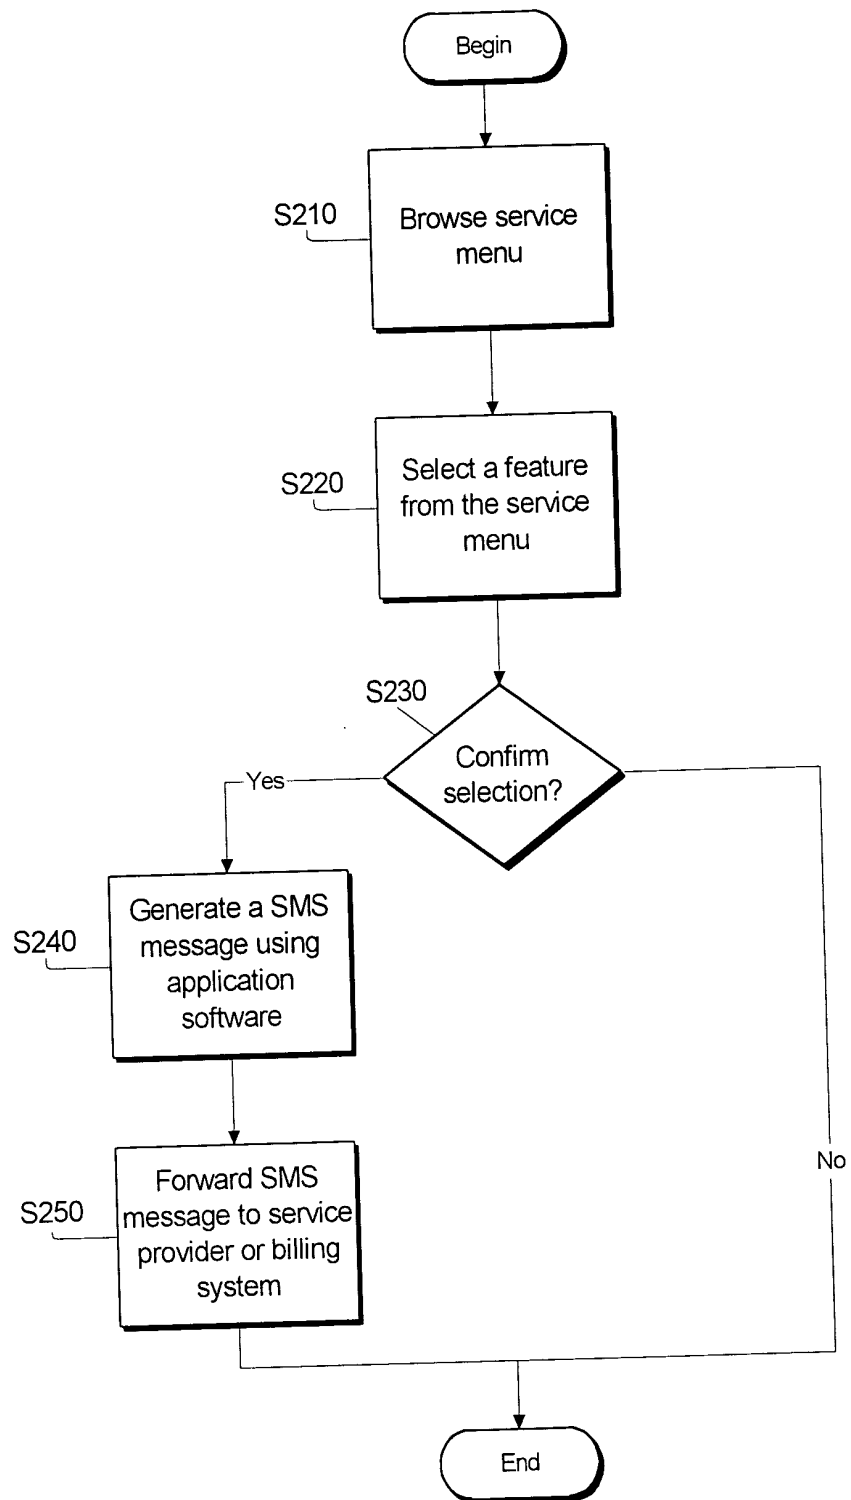 Begin
S210
Browse service
menu
S220
Select a feature
from the service
menu
S230
Confirm
selection?
Yes
Generate a SMS
message using
application
software
S240
No
Forward SMS
message to service
provider or billing
system
S250
End